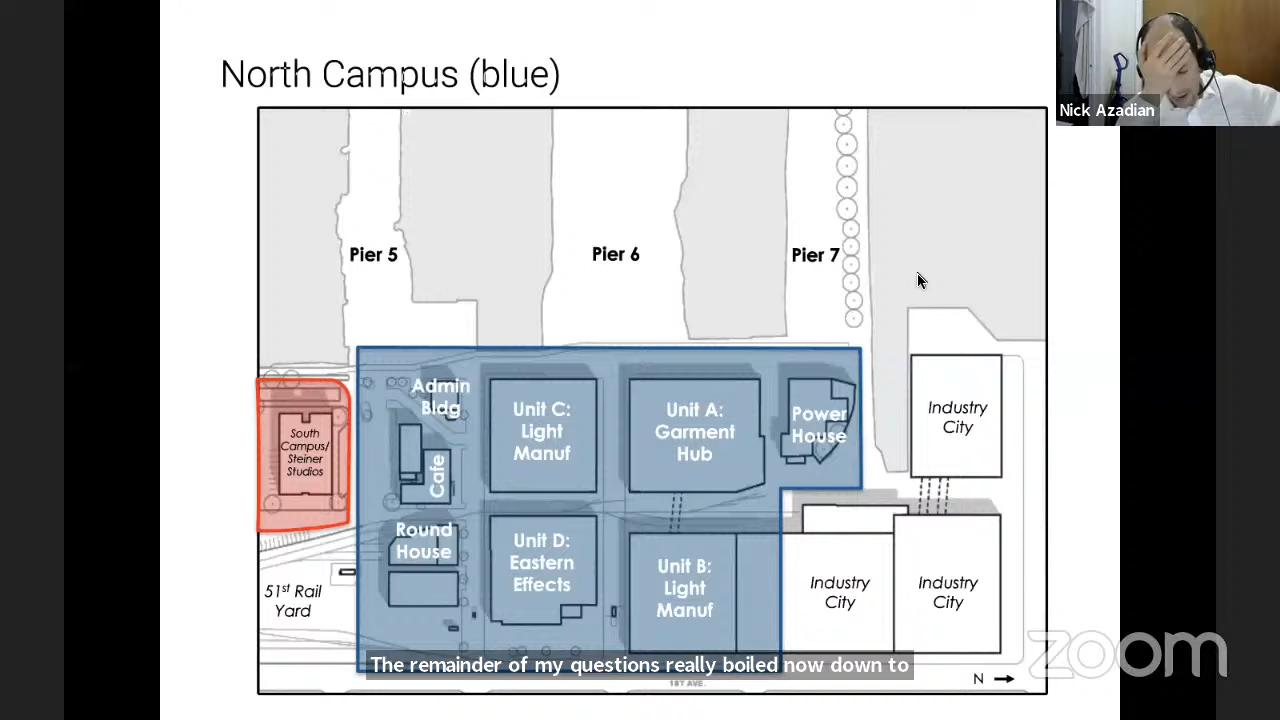 North Campus (blue)
Nick Azadian
Pier 5
Pier 6
Pier 7
Admin
Bldg
Unit C:
Light
Manuf
Unit A:
Garment
Hub
Power
House
Industry
City
South
Campus/
Steiner
Studios
Cafe
Round
House
Unit D:
Eastern
Effects
Unit B:
Light
Manuf
Industry
City
Industry
City
51st Rail
Yard
The remainder of my questions really boiled now down to
1ST AVE.
N
zoom